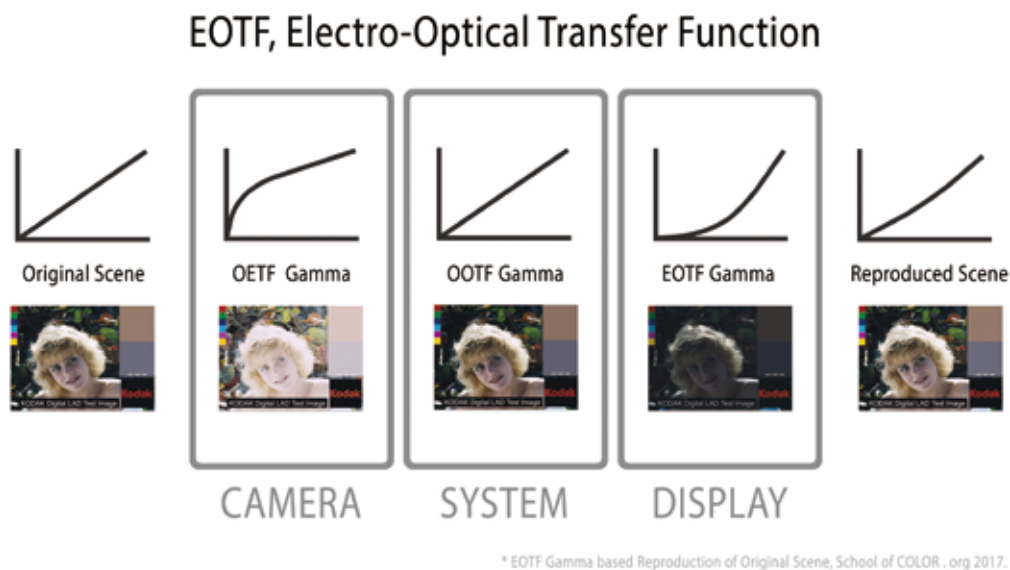 EOTF, Electro-Optical Transfer Function
Original Scene
OETF Gamma
OOTF Gamma
EOTF Gamma
Reproduced Scene
KODAK Digital LAD Test Image
Kodak
KODAK Digital LAD Test Image
Kodak
KODAK Digital LAD Test Image
Kodak
KODAK Digital LAD Test Image
Kodak
KODAK Digital LAD Test Image
Kodak
CAMERA
SYSTEM
DISPLAY
* EOTF Gamma based Reproduction of Original Scene, School of COLOR . org 2017.